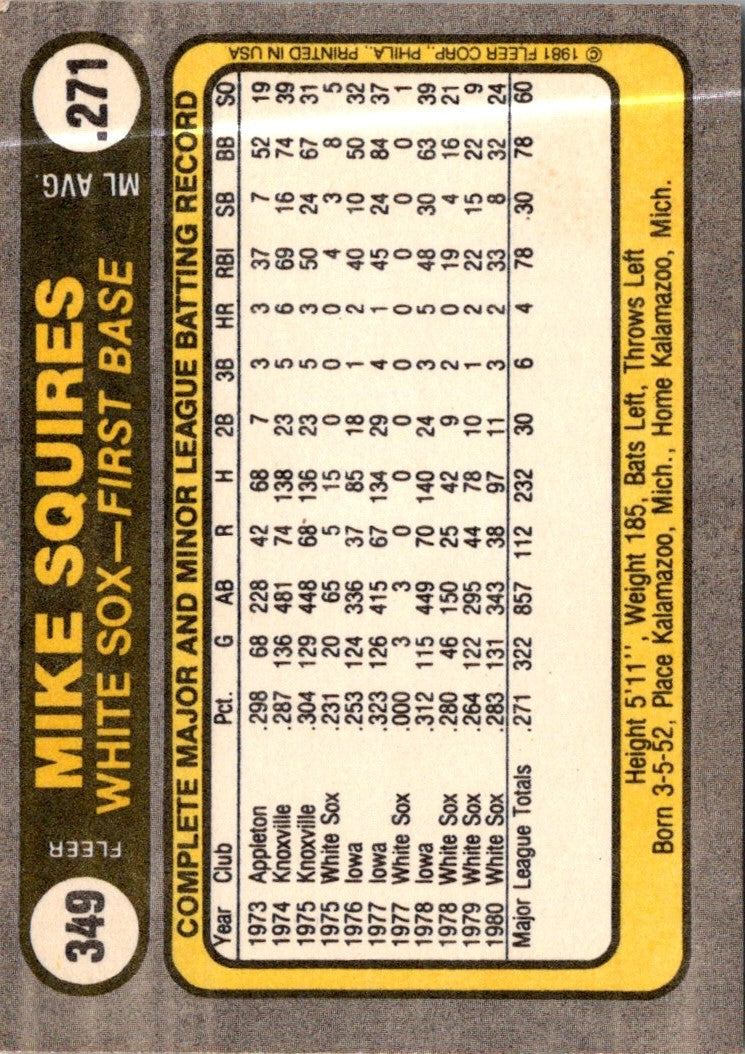 349
FLEER
MIKE SQUIRES
WHITE SOX—FIRST BASE
ML AVG.
.271
COMPLETE MAJOR AND MINOR LEAGUE BATTING RECORD
Year Club Pct. G AB R H 2B 3B HR RBI SB BB SO
1973 Appleton .298 68 228 42 68 7 3 3 37 7 52 19
1974 Knoxville .287 136 481 74 138 23 5 6 69 16 74 39
1975 Knoxville .304 129 448 68 136 23 5 3 50 24 67 31
1975 White Sox .231 20 65 5 15 0 0 0 4 3 8 5
1976 Iowa .253 124 336 37 85 18 1 2 40 10 50 32
1977 Iowa .323 126 415 67 134 29 4 1 45 24 84 37
1977 White Sox .000 3 3 0 0 0 0 0 0 0 0 1
1978 Iowa .312 115 449 70 140 24 3 5 48 30 63 39
1978 White Sox .280 46 150 25 42 9 2 0 19 4 16 21
1979 White Sox .264 122 295 44 78 10 1 2 22 15 22 9
1980 White Sox .283 131 343 38 97 11 3 2 33 8 32 24
Major League Totals .271 322 857 112 232 30 6 4 78 30 78 60
Height 5'11", Weight 185, Bats Left, Throws Left
Born 3-5-52, Place Kalamazoo, Mich., Home Kalamazoo, Mich.
© 1981 FLEER CORP., PHILA., PRINTED IN USA